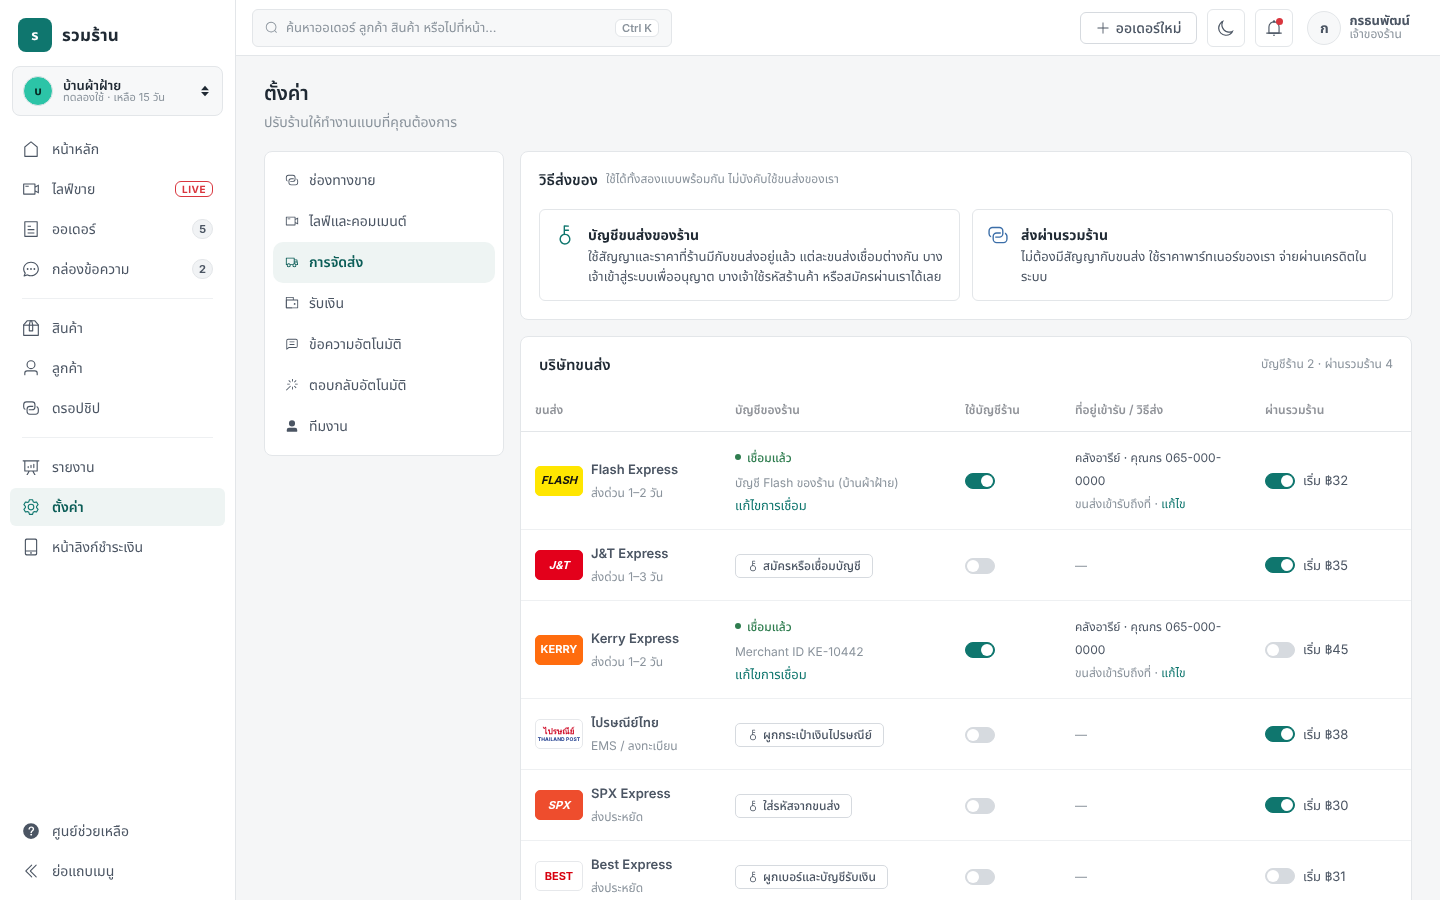 s รวมร้าน
บ บ้านผ้าฝ้าย
ทดลองใช้ · เหลือ 15 วัน
หน้าหลัก
ไลฟ์ขาย LIVE
ออเดอร์ 5
กล่องข้อความ 2
สินค้า
ลูกค้า
ดรอปชิป
รายงาน
ตั้งค่า
หน้าลิงก์ชำระเงิน
ศูนย์ช่วยเหลือ
ย่อแถบเมนู
ค้นหาออเดอร์ ลูกค้า สินค้า หรือไปที่หน้า... Ctrl K
ออเดอร์ใหม่
ก กรธนพัฒน์
เจ้าของร้าน
ตั้งค่า
ปรับร้านให้ทำงานแบบที่คุณต้องการ
ช่องทางขาย
ไลฟ์และคอมเมนต์
การจัดส่ง
รับเงิน
ข้อความอัตโนมัติ
ตอบกลับอัตโนมัติ
ทีมงาน
วิธีส่งของ ใช้ได้ทั้งสองแบบพร้อมกัน ไม่บังคับใช้ขนส่งของเรา
บัญชีขนส่งของร้าน
ใช้สัญญาและราคาที่ร้านมีกับขนส่งอยู่แล้ว แต่ละขนส่งเชื่อมต่างกัน บาง
เจ้าเข้าสู่ระบบเพื่ออนุญาต บางเจ้าใช้รหัสร้านค้า หรือสมัครผ่านเราได้เลย
ส่งผ่านรวมร้าน
ไม่ต้องมีสัญญากับขนส่ง ใช้ราคาพาร์ทเนอร์ของเรา จ่ายผ่านเครดิตใน
ระบบ
บริษัทขนส่ง บัญชีร้าน 2 · ผ่านรวมร้าน 4
ขนส่ง บัญชีของร้าน ใช้บัญชีร้าน ที่อยู่เข้ารับ / วิธีส่ง ผ่านรวมร้าน
FLASH Flash Express
ส่งด่วน 1–2 วัน
เชื่อมแล้ว
บัญชี Flash ของร้าน (บ้านผ้าฝ้าย)
แก้ไขการเชื่อม
คลังอารีย์ · คุณกร 065-000-
0000
ขนส่งเข้ารับถึงที่ · แก้ไข
เริ่ม ฿32
J&T J&T Express
ส่งด่วน 1–3 วัน
สมัครหรือเชื่อมบัญชี
—
เริ่ม ฿35
KERRY Kerry Express
ส่งด่วน 1–2 วัน
เชื่อมแล้ว
Merchant ID KE-10442
แก้ไขการเชื่อม
คลังอารีย์ · คุณกร 065-000-
0000
ขนส่งเข้ารับถึงที่ · แก้ไข
เริ่ม ฿45
ไปรษณีย์
THAILAND POST
ไปรษณีย์ไทย
EMS / ลงทะเบียน
ผูกกระเป๋าเงินไปรษณีย์
—
เริ่ม ฿38
SPX SPX Express
ส่งประหยัด
ใส่รหัสจากขนส่ง
—
เริ่ม ฿30
BEST Best Express
ส่งประหยัด
ผูกเบอร์และบัญชีรับเงิน
—
เริ่ม ฿31